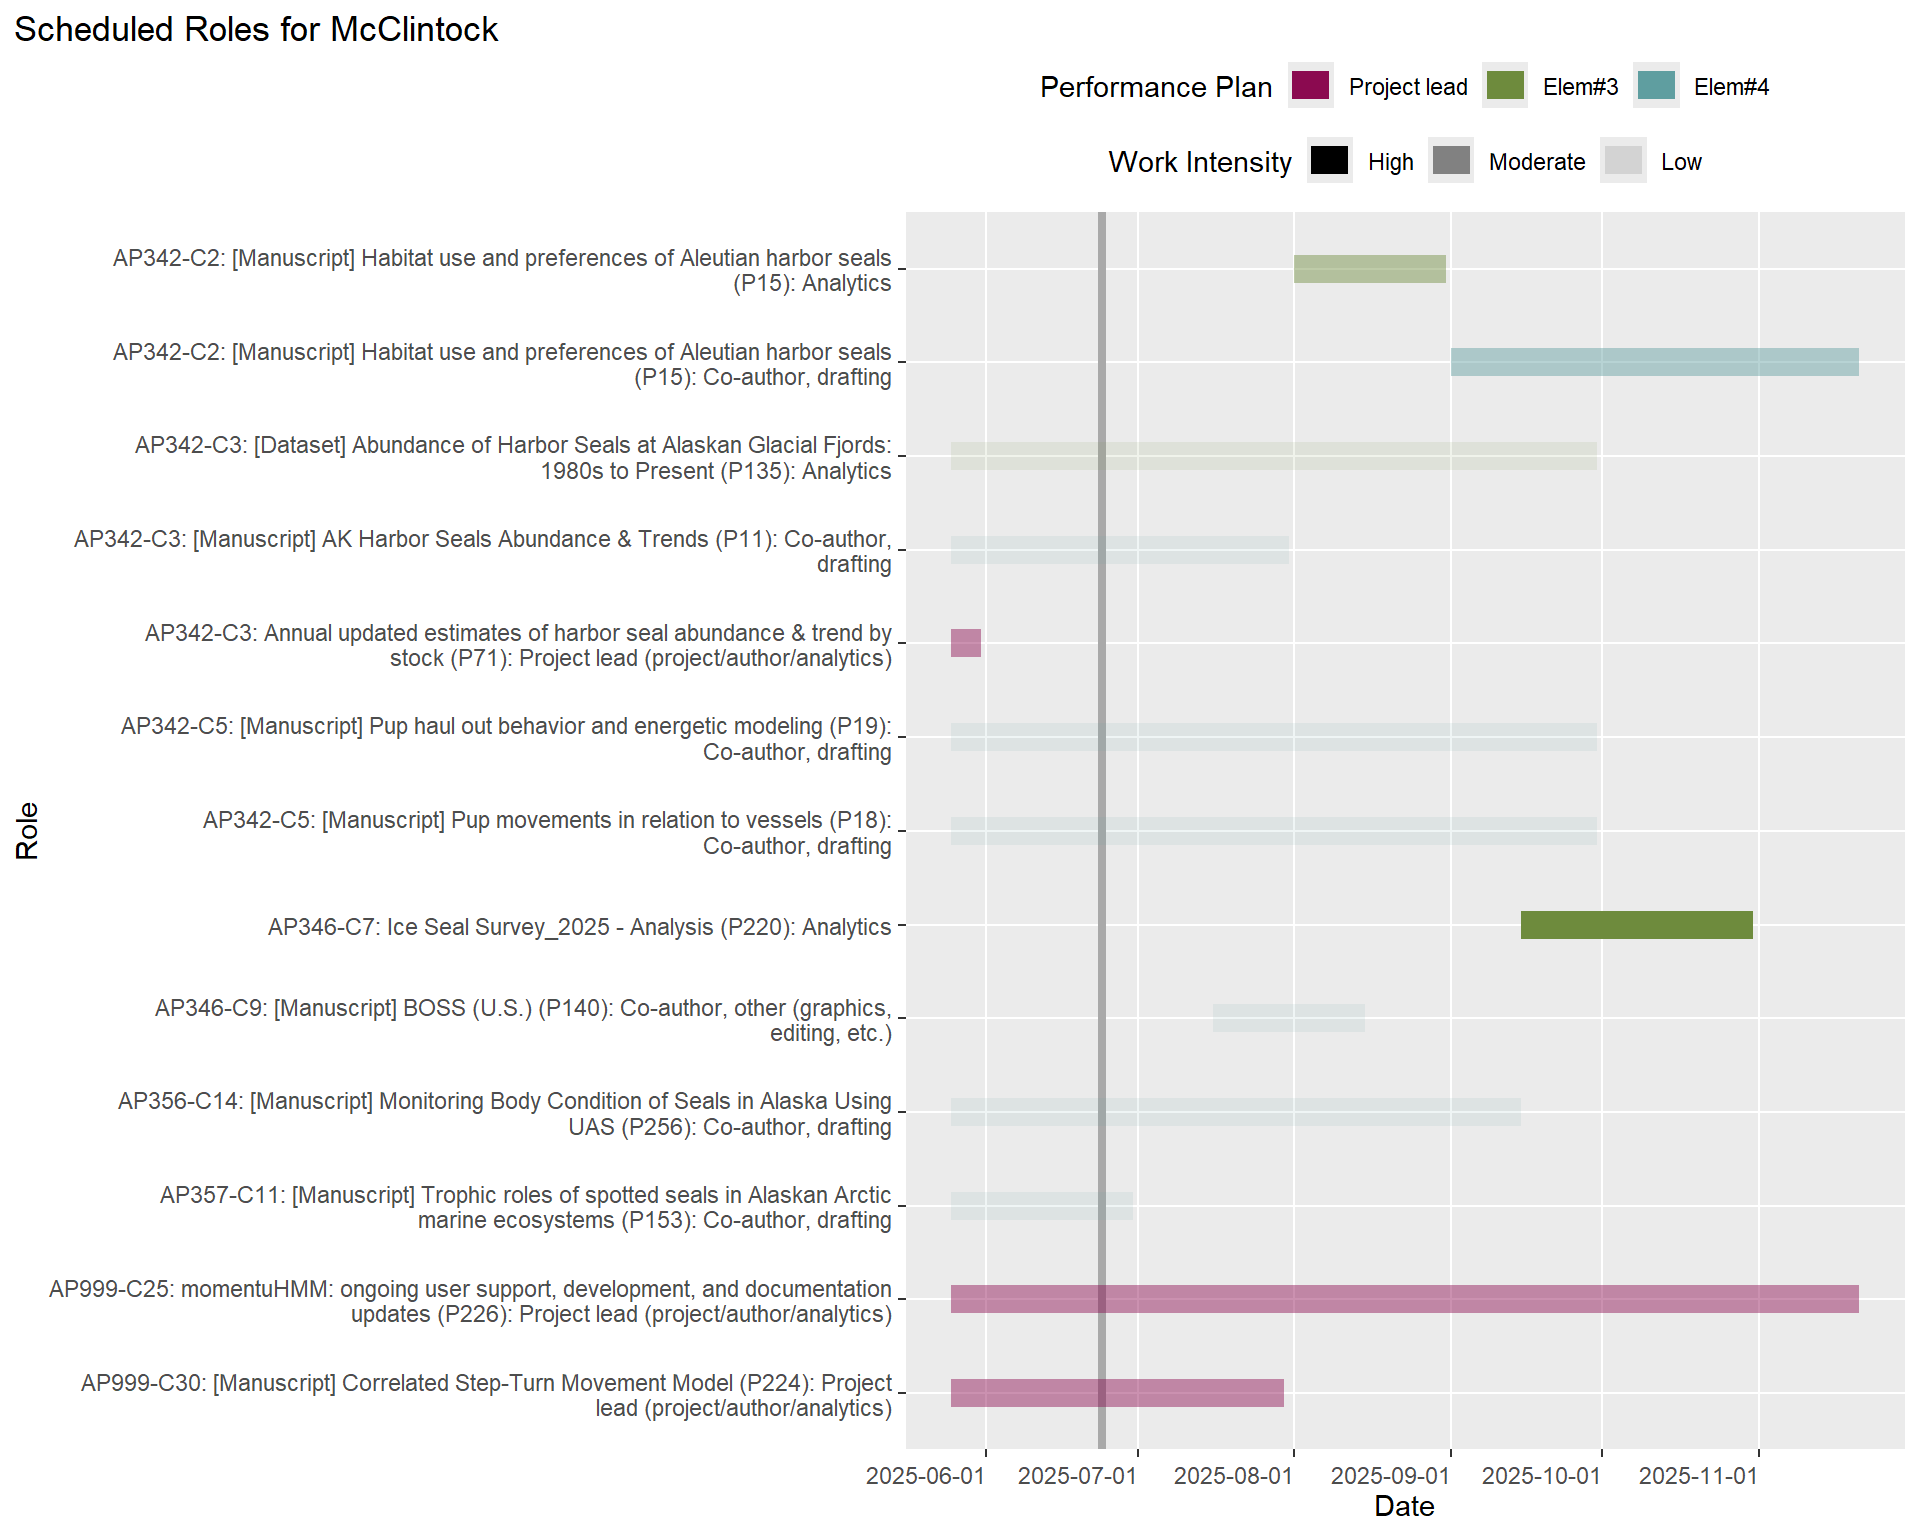 Scheduled Roles for McClintock
Performance Plan Project lead Elem#3 Elem#4
Work Intensity High Moderate Low
AP342-C2: [Manuscript] Habitat use and preferences of Aleutian harbor seals
(P15): Analytics
AP342-C2: [Manuscript] Habitat use and preferences of Aleutian harbor seals
(P15): Co-author, drafting
AP342-C3: [Dataset] Abundance of Harbor Seals at Alaskan Glacial Fjords:
1980s to Present (P135): Analytics
AP342-C3: [Manuscript] AK Harbor Seals Abundance & Trends (P11): Co-author,
drafting
AP342-C3: Annual updated estimates of harbor seal abundance & trend by
stock (P71): Project lead (project/author/analytics)
AP342-C5: [Manuscript] Pup haul out behavior and energetic modeling (P19):
Co-author, drafting
AP342-C5: [Manuscript] Pup movements in relation to vessels (P18):
Co-author, drafting
AP346-C7: Ice Seal Survey_2025 - Analysis (P220): Analytics
AP346-C9: [Manuscript] BOSS (U.S.) (P140): Co-author, other (graphics,
editing, etc.)
AP356-C14: [Manuscript] Monitoring Body Condition of Seals in Alaska Using
UAS (P256): Co-author, drafting
AP357-C11: [Manuscript] Trophic roles of spotted seals in Alaskan Arctic
marine ecosystems (P153): Co-author, drafting
AP999-C25: momentuHMM: ongoing user support, development, and documentation
updates (P226): Project lead (project/author/analytics)
AP999-C30: [Manuscript] Correlated Step-Turn Movement Model (P224): Project
lead (project/author/analytics)
Role
2025-06-01 2025-07-01 2025-08-01 2025-09-01 2025-10-01 2025-11-01
Date